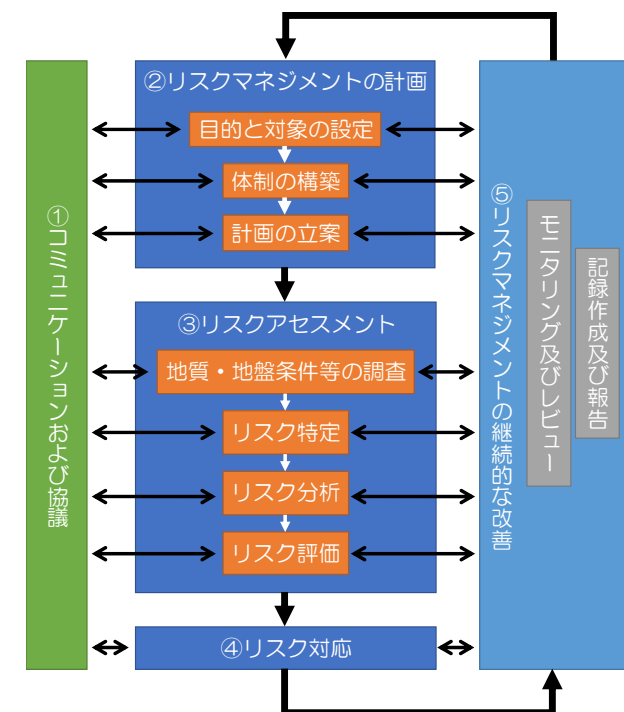 ①コミュニケーションおよび協議
②リスクマネジメントの計画
目的と対象の設定
体制の構築
計画の立案
③リスクアセスメント
地質・地盤条件等の調査
リスク特定
リスク分析
リスク評価
④リスク対応
⑤リスクマネジメントの継続的な改善
モニタリング及びレビュー
記録作成及び報告